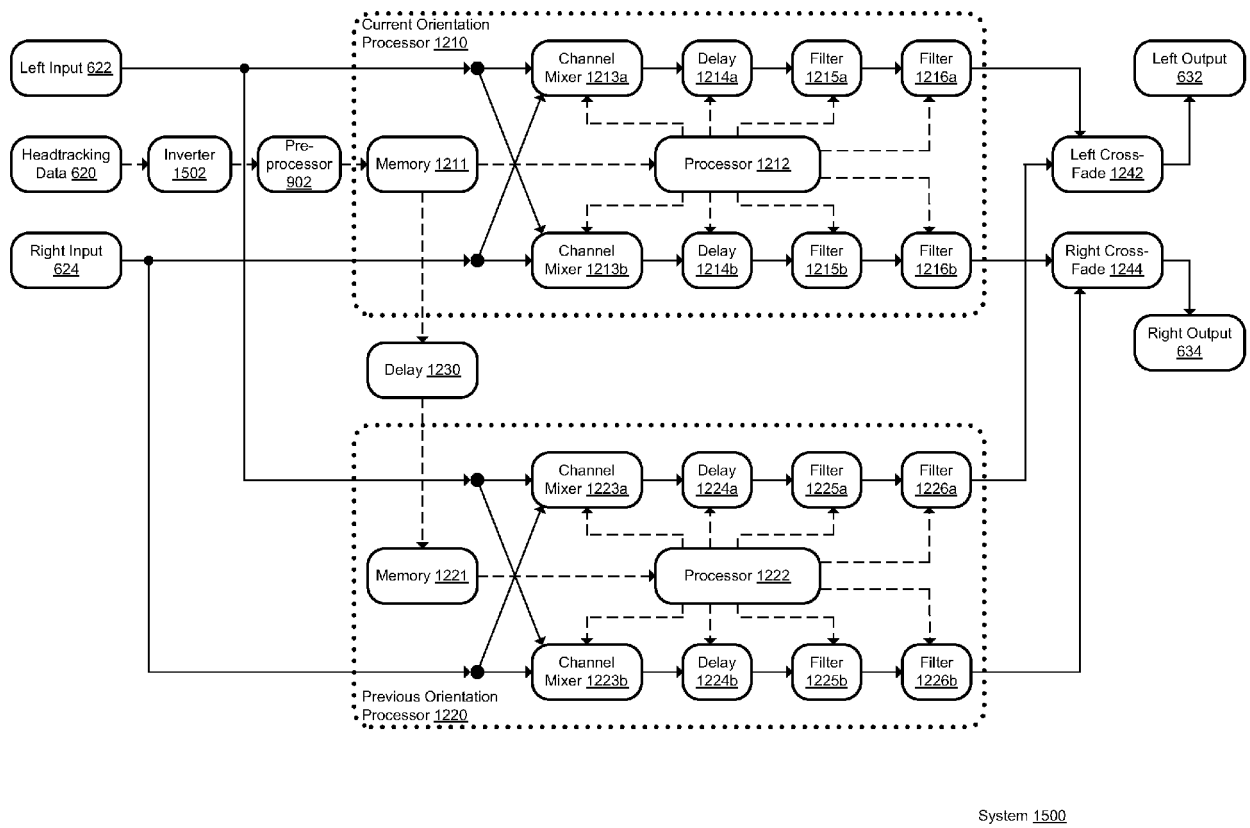 Current Orientation
Processor 1210
Left Input 622
Channel
Mixer 1213a
Delay
1214a
Filter
1215a
Filter
1216a
Left Output
632
Headtracking
Data 620
Inverter
1502
Pre-
processor
902
Memory 1211
Processor 1212
Left Cross-
Fade 1242
Right Input
624
Channel
Mixer 1213b
Delay
1214b
Filter
1215b
Filter
1216b
Right Cross-
Fade 1244
Right Output
634
Delay 1230
Channel
Mixer 1223a
Delay
1224a
Filter
1225a
Filter
1226a
Memory 1221
Processor 1222
Channel
Mixer 1223b
Delay
1224b
Filter
1225b
Filter
1226b
Previous Orientation
Processor 1220
System 1500